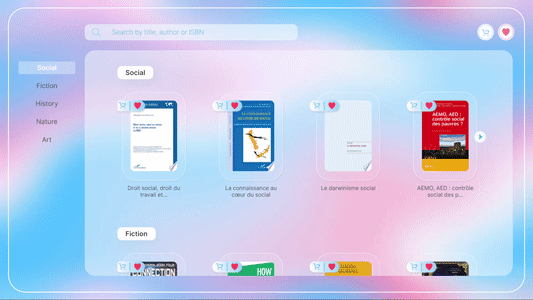 Search by title, author or ISBN
Social
Fiction
History
Nature
Art
Social
La connaissance
au cœur du social
AEMO, AED :
contrôle social
des pauvres ?
Droit social, droit du
travail et...
La connaissance au
cœur du social
Le darwinisme social
AEMO, AED : contrôle
social des p...
Fiction
CONNECTION
HOW